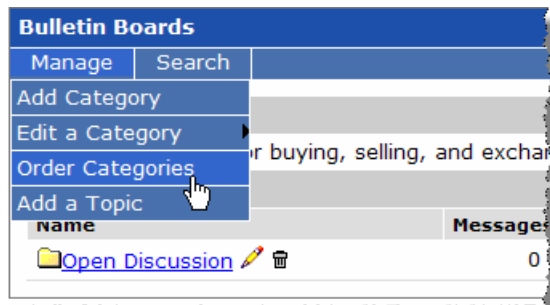 Bulletin Boards
Manage Search
Add Category
Edit a Category
Order Categories
r buying, selling, and exchan
Add a Topic
Name Messages
Open Discussion 0